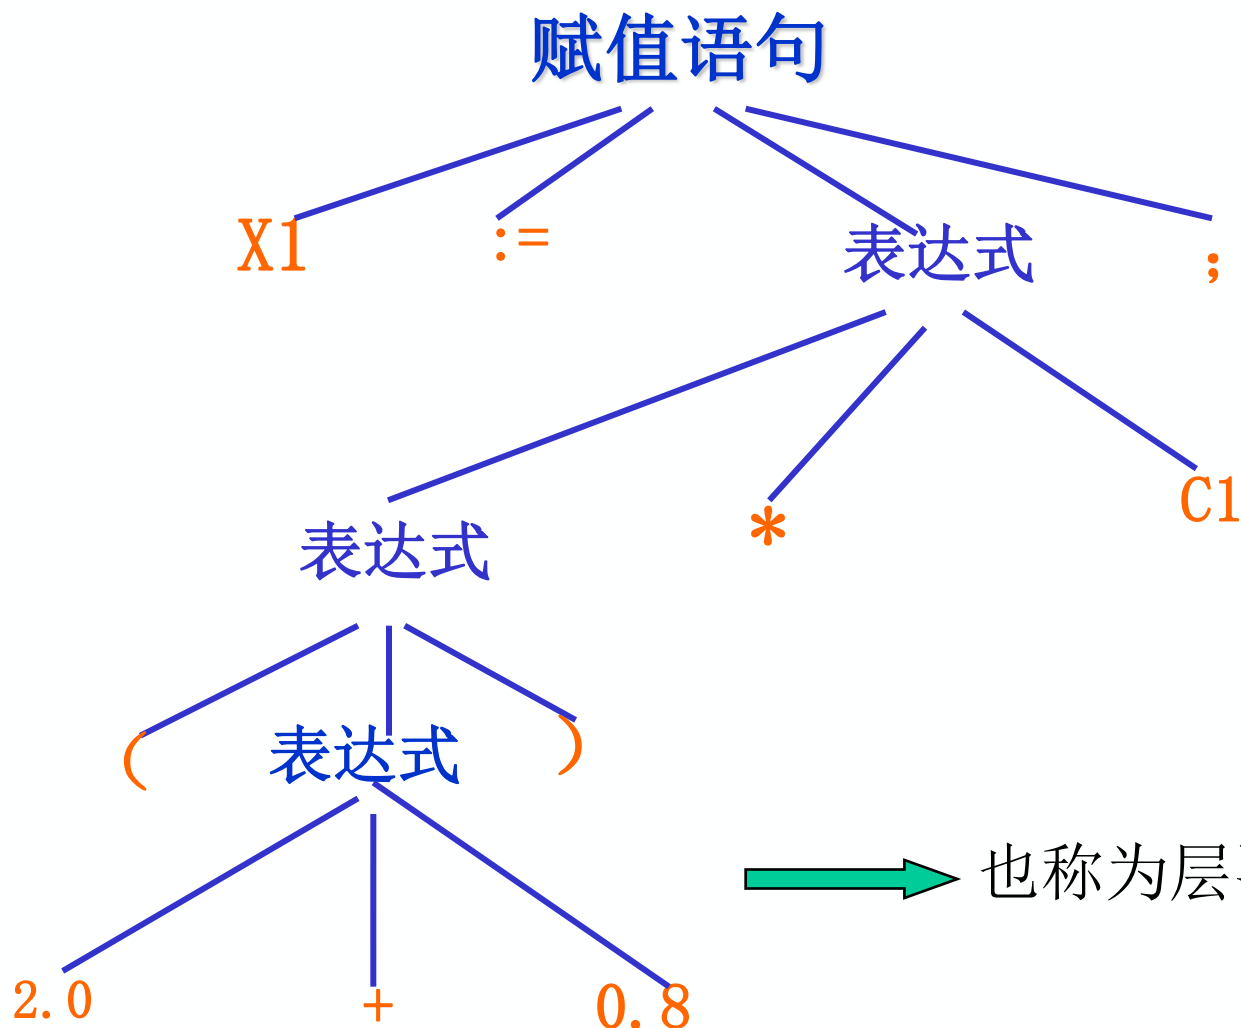 赋值语句
X1 := 表达式 ;
表达式 * C1
( 表达式 )
也称为层
2.0 + 0.8